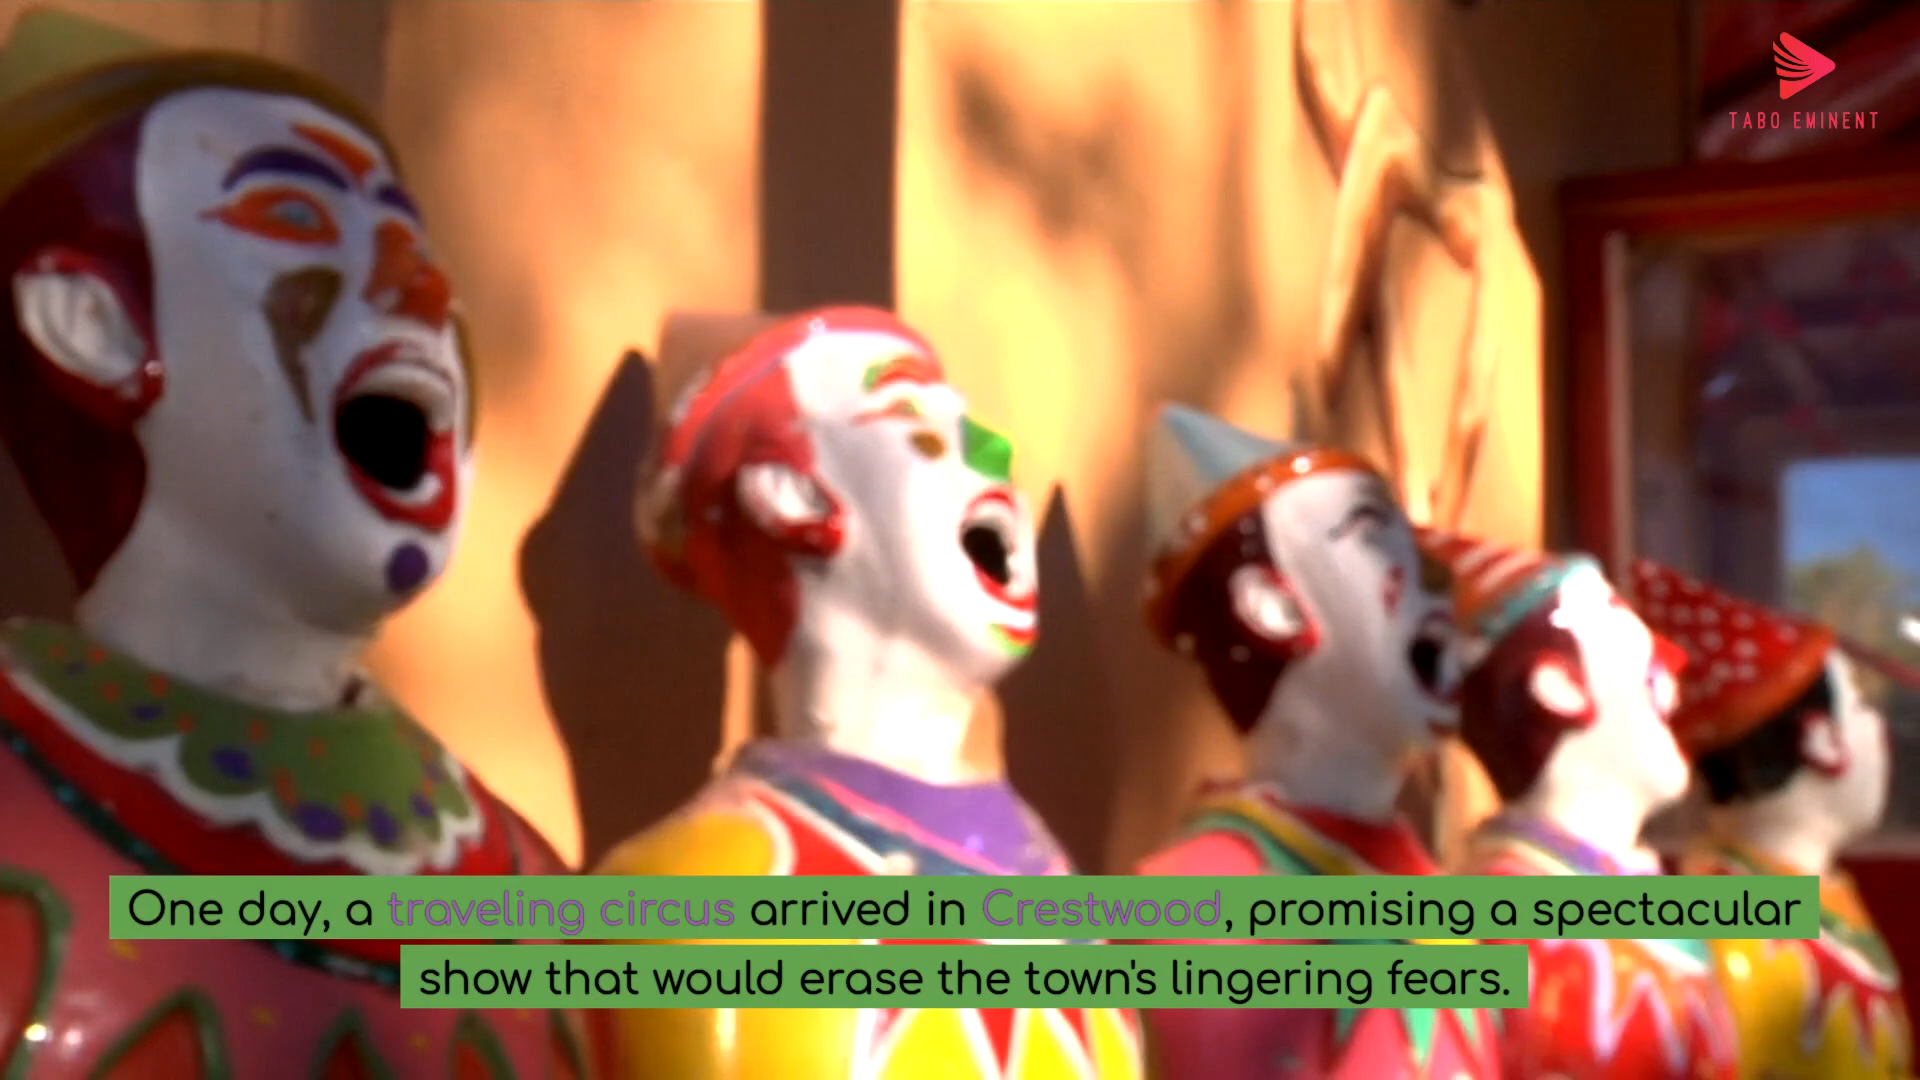 TABO EMINENT
One day, a traveling circus arrived in Crestwood, promising a spectacular
show that would erase the town's lingering fears.